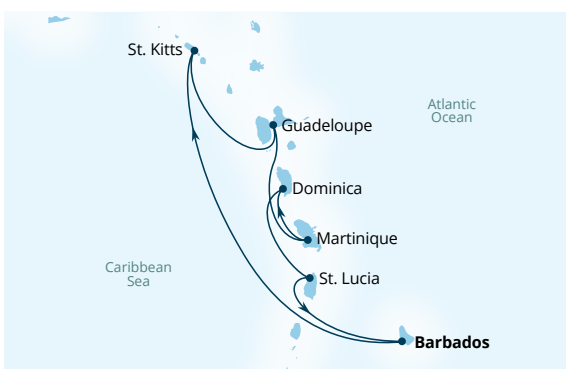 St. Kitts
Atlantic
Ocean
Guadeloupe
Dominica
Martinique
Caribbean
Sea
St. Lucia
Barbados